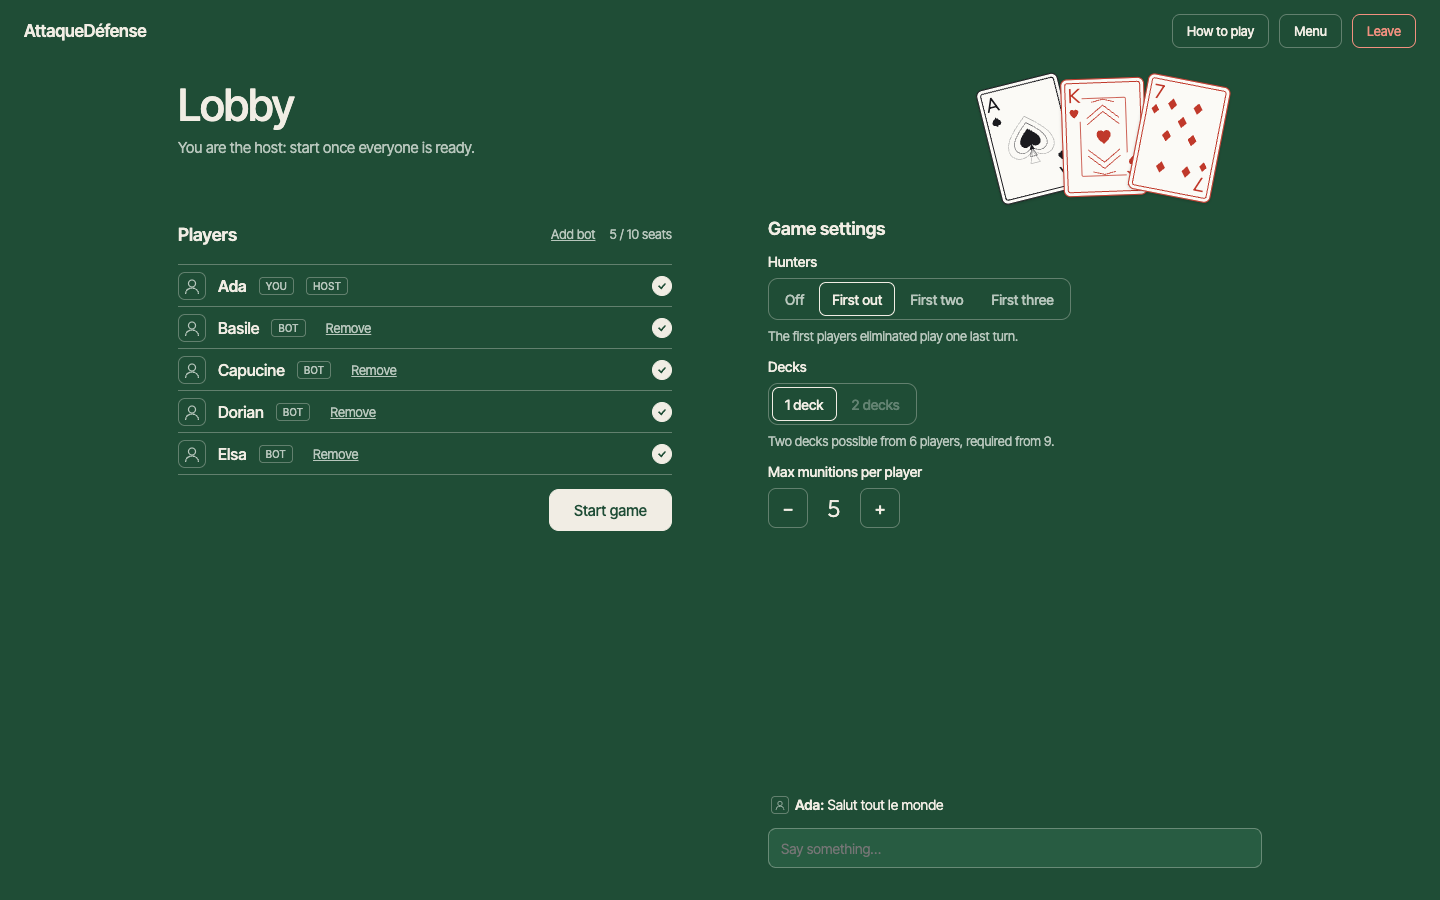 AttaqueDéfense
How to play
Menu
Leave
Lobby
You are the host: start once everyone is ready.
A
K
7
7
Players
Add bot
5 / 10 seats
Ada YOU HOST
Basile BOT Remove
Capucine BOT Remove
Dorian BOT Remove
Elsa BOT Remove
Start game
Game settings
Hunters
Off First out First two First three
The first players eliminated play one last turn.
Decks
1 deck 2 decks
Two decks possible from 6 players, required from 9.
Max munitions per player
− 5 +
Ada: Salut tout le monde
Say something...